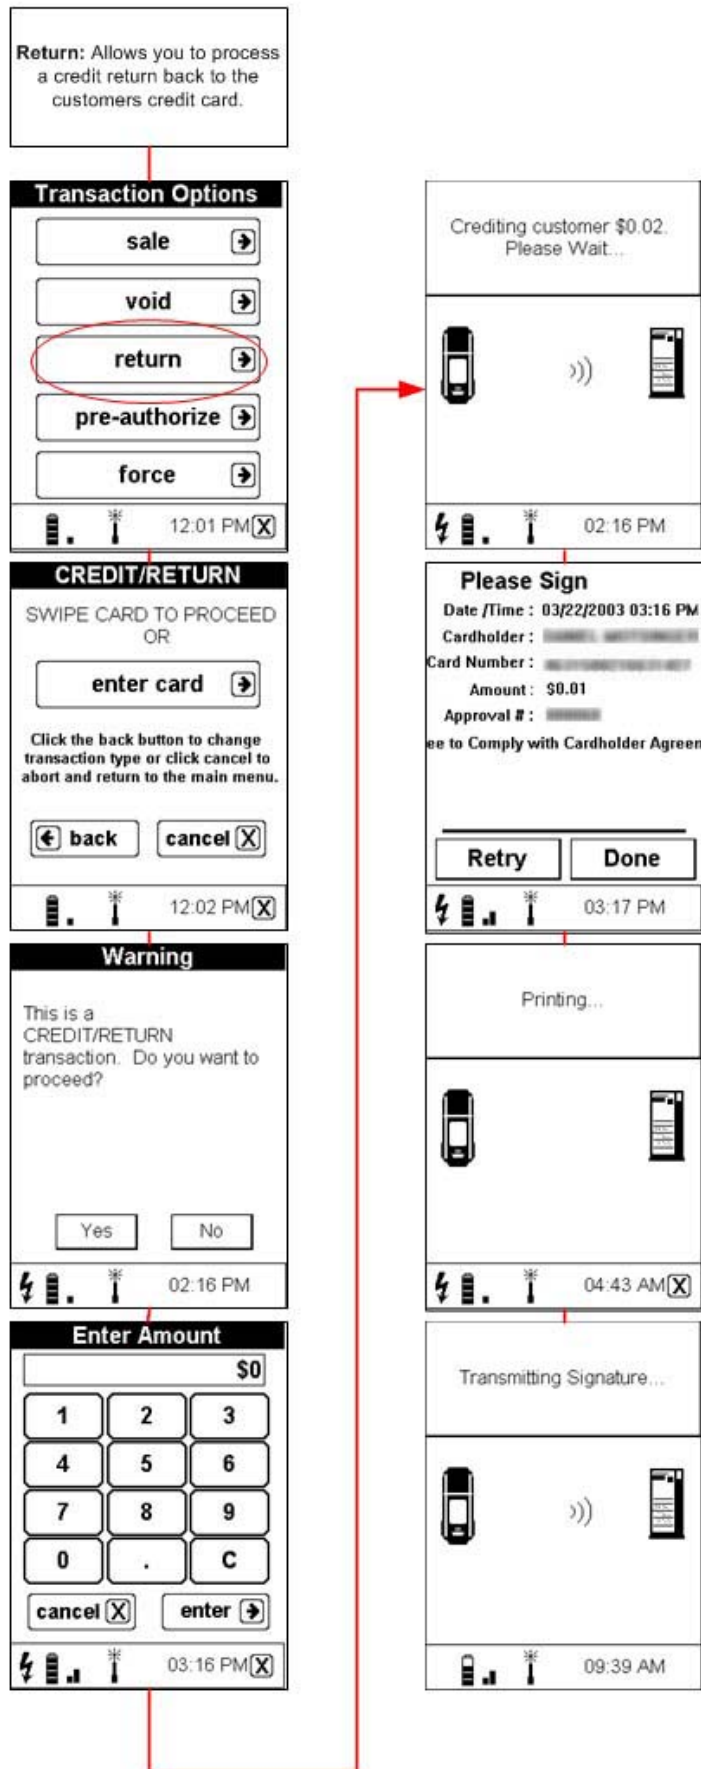 Return: Allows you to process
a credit return back to the
customers credit card.
Transaction Options
sale
void
return
pre-authorize
force
12:01 PM X
CREDIT/RETURN
SWIPE CARD TO PROCEED
OR
enter card
Click the back button to change
transaction type or click cancel to
abort and return to the main menu.
back cancel X
12:02 PM X
Warning
This is a
CREDIT/RETURN
transaction. Do you want to
proceed?
Yes No
02:16 PM
Enter Amount
$0
1 2 3
4 5 6
7 8 9
0 . C
cancel X enter
03:16 PM X
Crediting customer $0.02.
Please Wait...
02:16 PM
Please Sign
Date /Time : 03/22/2003 03:16 PM
Cardholder :
Card Number :
Amount : $0.01
Approval # :
ee to Comply with Cardholder Agreen
Retry Done
03:17 PM
Printing...
04:43 AM X
Transmitting Signature...
09:39 AM